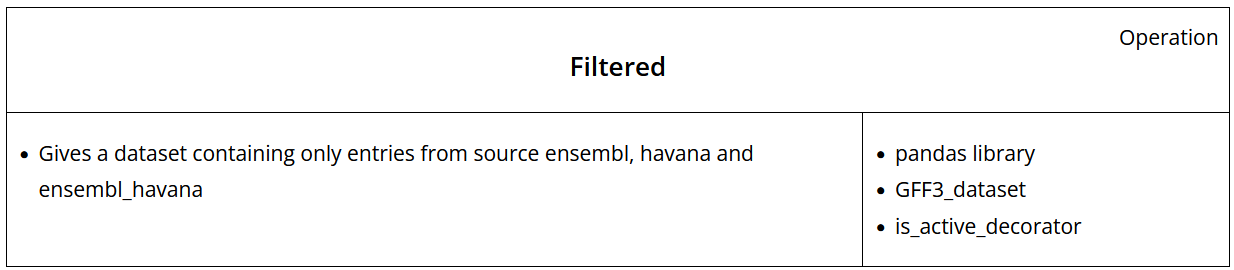 Operation
Filtered
• Gives a dataset containing only entries from source ensembl, havana and
ensembl_havana
• pandas library
• GFF3_dataset
• is_active_decorator